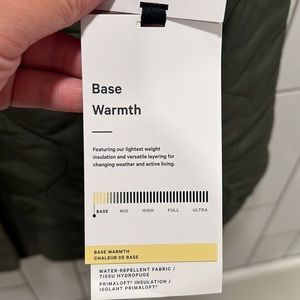 Base
Warmth
Featuring our lightest weight
insulation and versatile layering for
changing weather and active living.
BASE MID HIGH FULL ULTRA
BASE WARMTH
CHALEUR DE BASE
WATER-REPELLENT FABRIC /
TISSU HYDROFUGE
PRIMALOFT® INSULATION /
ISOLANT PRIMALOFT®